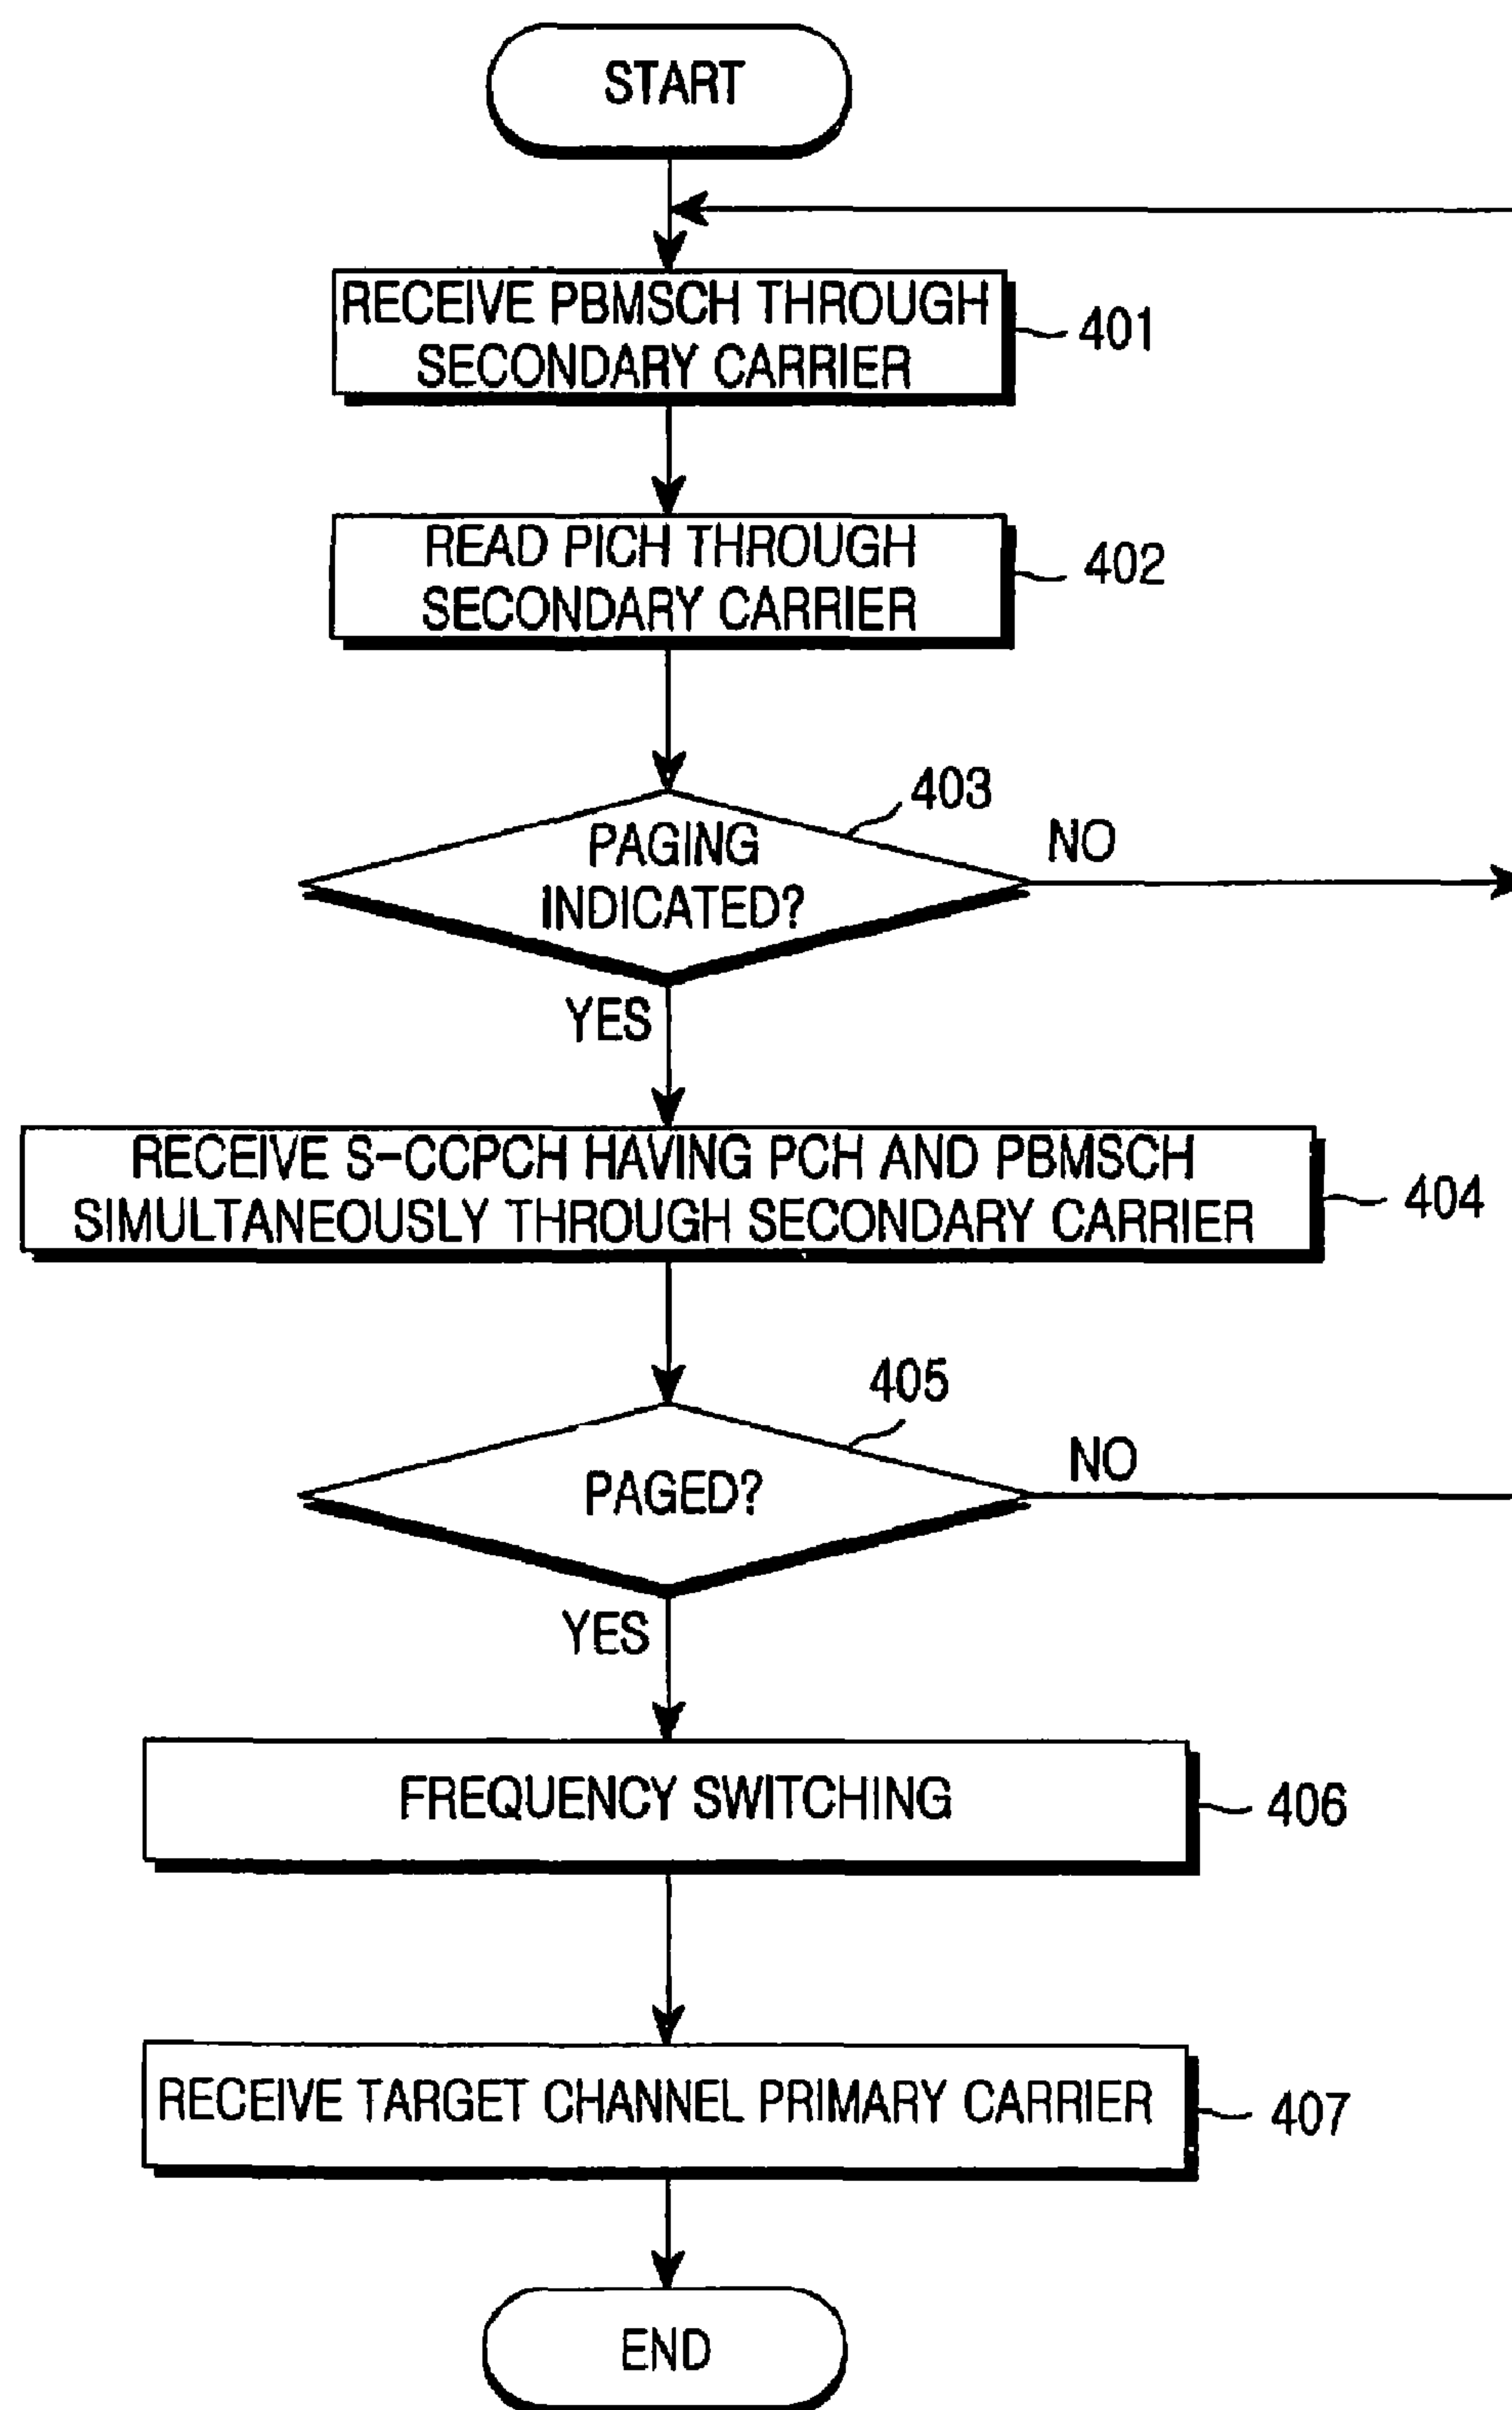 START
RECEIVE PBMSCH THROUGH
SECONDARY CARRIER
401
READ PICH THROUGH
SECONDARY CARRIER
402
403
PAGING
INDICATED?
NO
YES
RECEIVE S-CCPCH HAVING PCH AND PBMSCH
SIMULTANEOUSLY THROUGH SECONDARY CARRIER
404
405
PAGED?
NO
YES
FREQUENCY SWITCHING
406
RECEIVE TARGET CHANNEL PRIMARY CARRIER
407
END